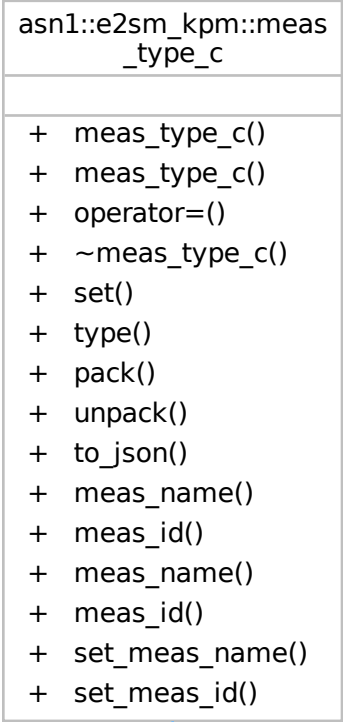 asn1::e2sm_kpm::meas
_type_c
+ meas_type_c()
+ meas_type_c()
+ operator=()
+ ~meas_type_c()
+ set()
+ type()
+ pack()
+ unpack()
+ to_json()
+ meas_name()
+ meas_id()
+ meas_name()
+ meas_id()
+ set_meas_name()
+ set_meas_id()